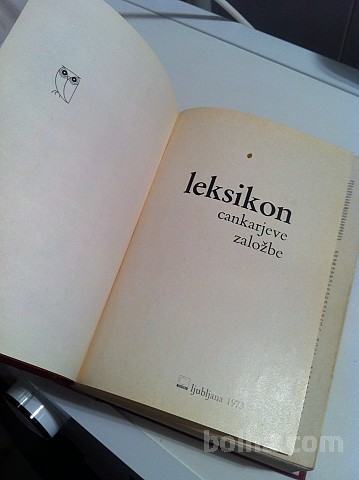 leksikon
cankarjeve
založbe
ljubljana 1973
bolha.com